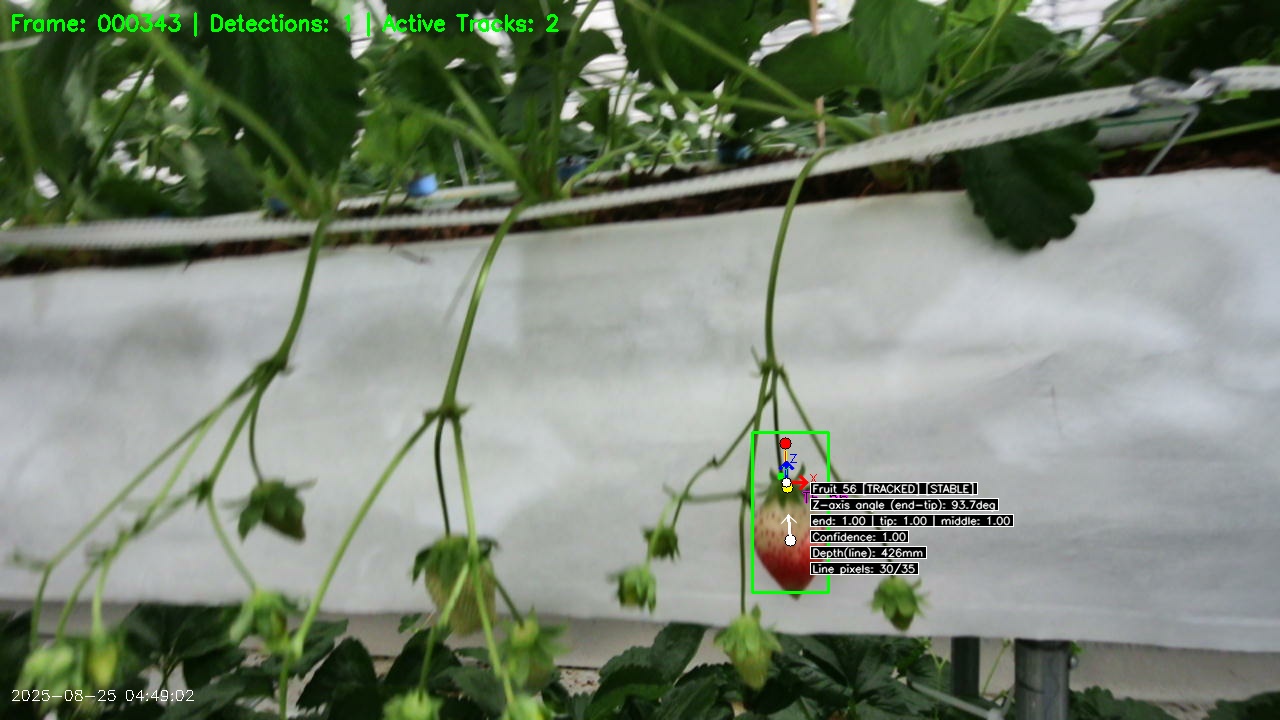 Frame: 000343 | Detections: 1 | Active Tracks: 2
Z
X
Fruit 56 [TRACKED] [STABLE]
Z-axis angle (end-tip): 93.7deg
end: 1.00 | tip: 1.00 | middle: 1.00
Confidence: 1.00
Depth(line): 426mm
Line pixels: 30/35
2025-08-25 04:49:02